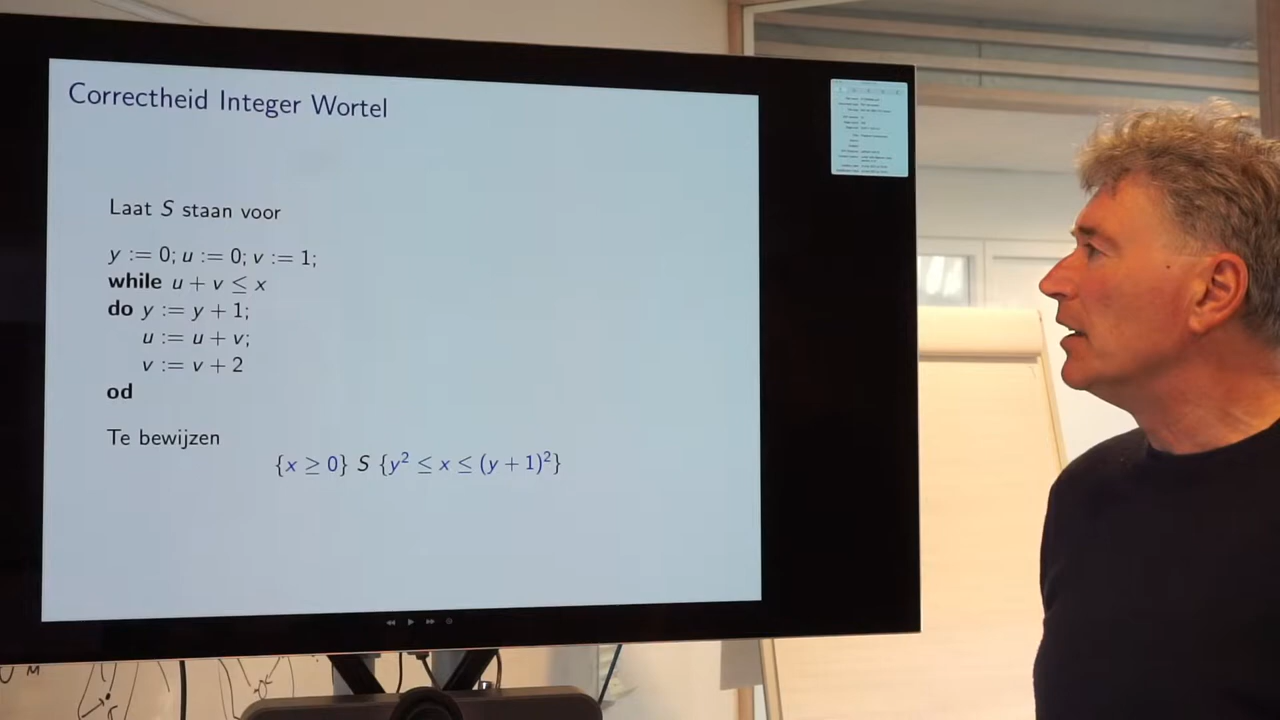 Correctheid Integer Wortel
Laat S staan voor
y := 0; u := 0; v := 1;
while u + v ≤ x
do y := y + 1;
u := u + v;
v := v + 2
od
Te bewijzen
{x ≥ 0} S {y² ≤ x ≤ (y + 1)²}